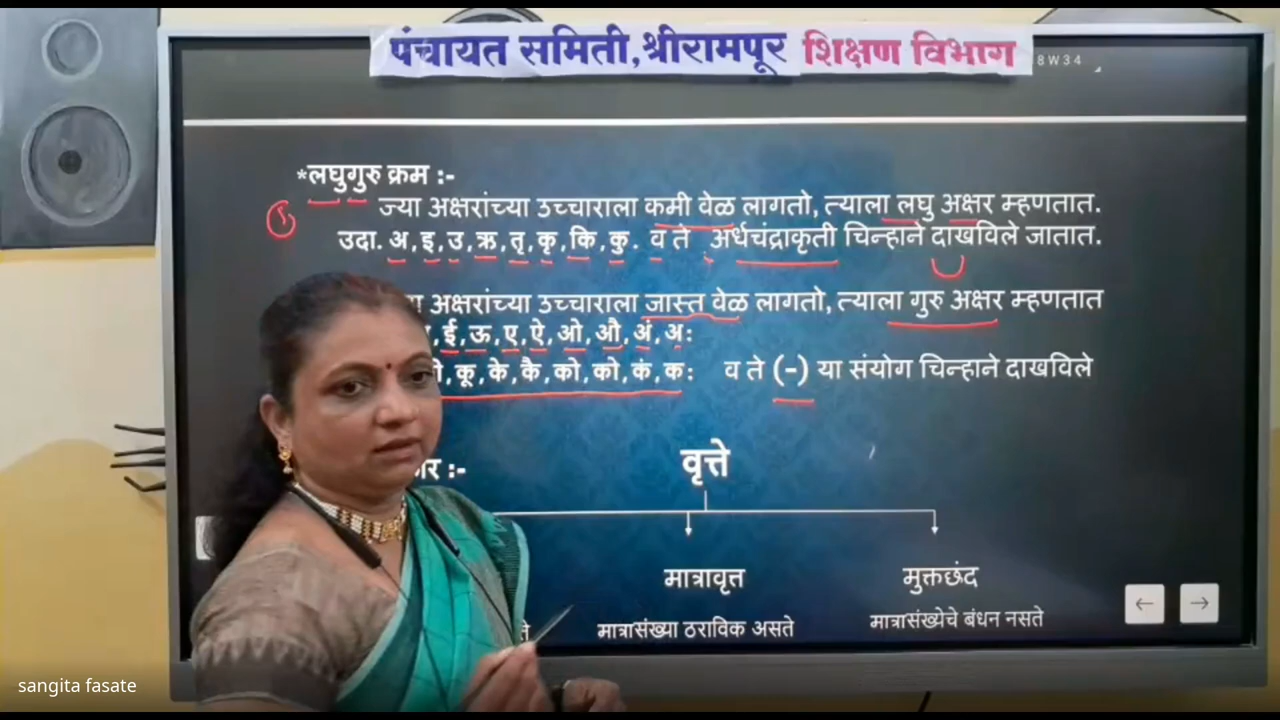 पंचायत समिती,श्रीरामपूर शिक्षण विभाग
8W34
*लघुगुरु क्रम :-
ज्या अक्षरांच्या उच्चाराला कमी वेळ लागतो, त्याला लघु अक्षर म्हणतात.
उदा. अ,इ,उ,ऋ,तृ,कृ,कि,कु. व ते अर्धचंद्राकृती चिन्हाने दाखविले जातात.
अक्षरांच्या उच्चाराला जास्त वेळ लागतो, त्याला गुरु अक्षर म्हणतात
,ई,ऊ,ए,ऐ,ओ,औ,अं,अः
,कू,के,कै,को,को,कं,कः व ते (-) या संयोग चिन्हाने दाखविले
:-
वृत्ते
मात्रावृत्त मुक्तछंद
मात्रासंख्या ठराविक असते मात्रासंख्येचे बंधन नसते
sangita fasate